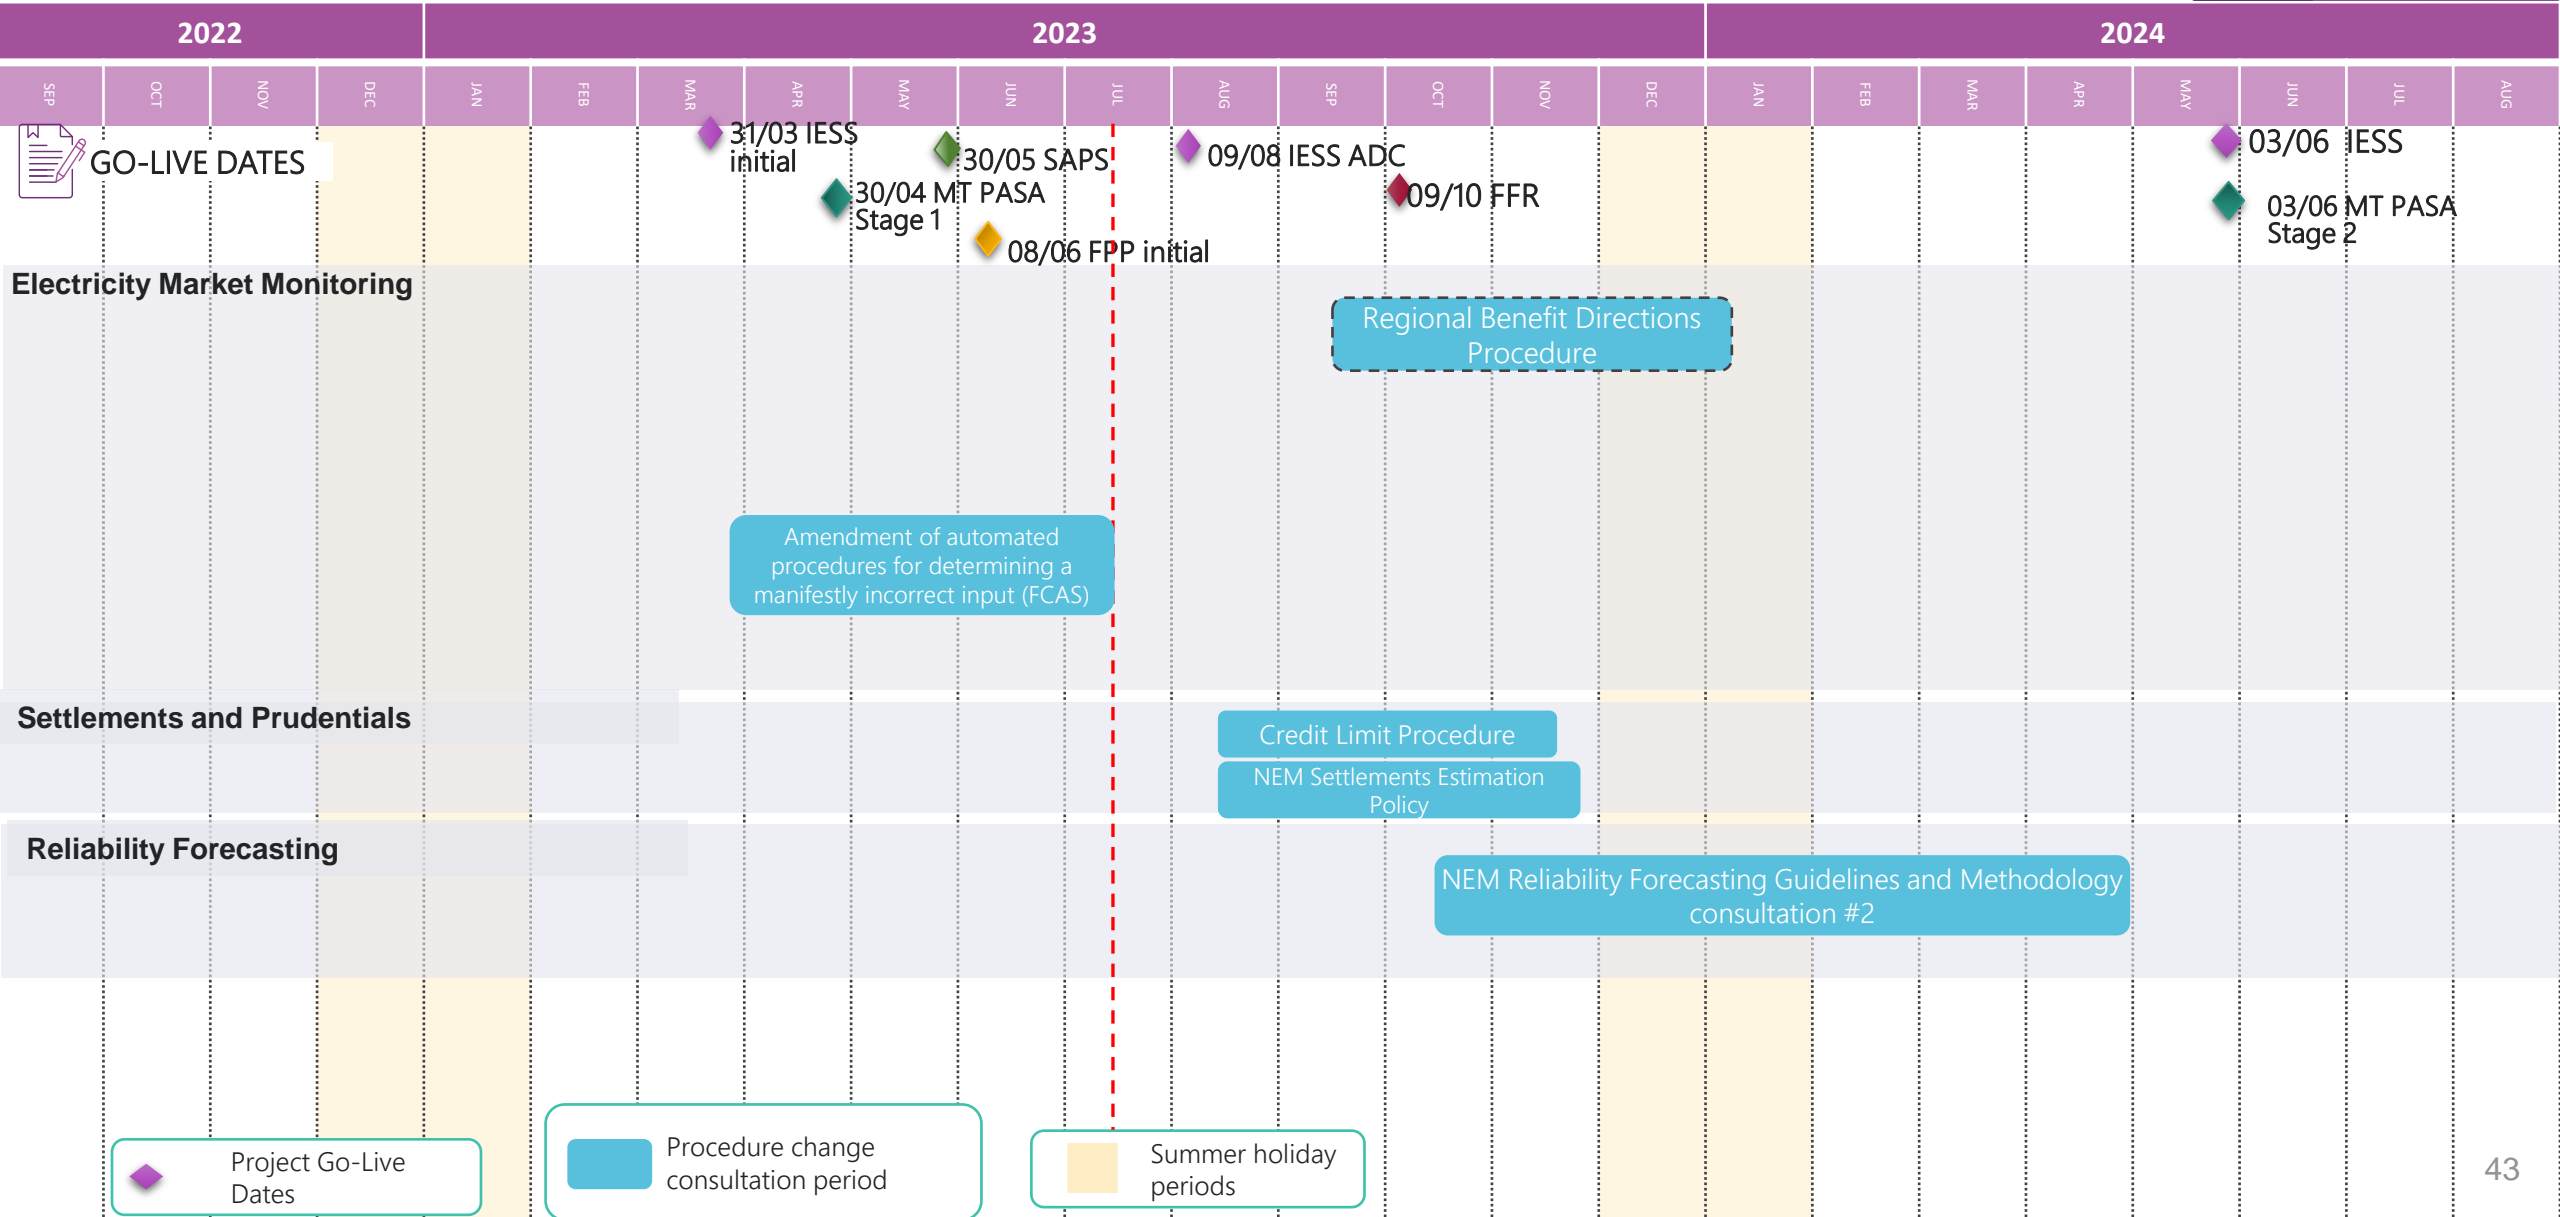 2022
2023
2024
SEP
OCT
NOV
DEC
JAN
FEB
MAR
APR
MAY
JUN
JUL
AUG
SEP
OCT
NOV
DEC
JAN
FEB
MAR
APR
MAY
JUN
JUL
AUG
GO-LIVE DATES
31/03 IESS
initial
30/04 MT PASA
Stage 1
30/05 SAPS
08/06 FPP initial
09/08 IESS ADC
09/10 FFR
03/06 IESS
03/06 MT PASA
Stage 2
Electricity Market Monitoring
Regional Benefit Directions
Procedure
Amendment of automated
procedures for determining a
manifestly incorrect input (FCAS)
Settlements and Prudentials
Credit Limit Procedure
NEM Settlements Estimation
Policy
Reliability Forecasting
NEM Reliability Forecasting Guidelines and Methodology
consultation #2
Project Go-Live
Dates
Procedure change
consultation period
Summer holiday
periods
43